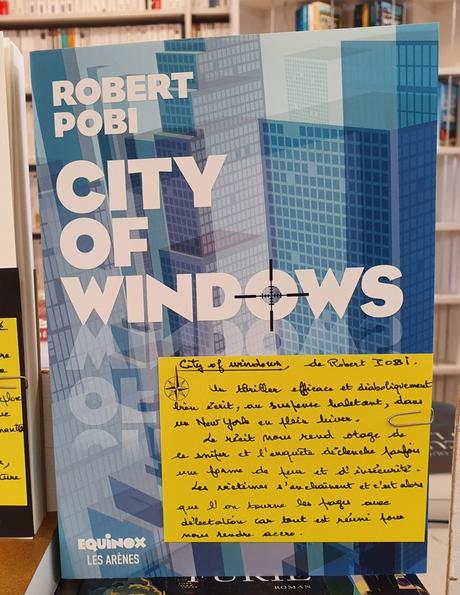 ROBERT
POBI
CITY
OF
WINDOWS
City of windows, de Robert POBI.
Un thriller efficace et diaboliquement
bien écrit, au suspense haletant, dans
un New York en plein hiver.
Le récit nous rend otage de
ce sniper et l'enquête déclenche parfois
une forme de peur et d'insécurité.
Les victimes s'enchaînent et c'est alors
que l'on tourne les pages avec
délectation car tout est réuni pour
nous rendre accro.
EQUINOX
LES ARÈNES
FURIE
ROMAN